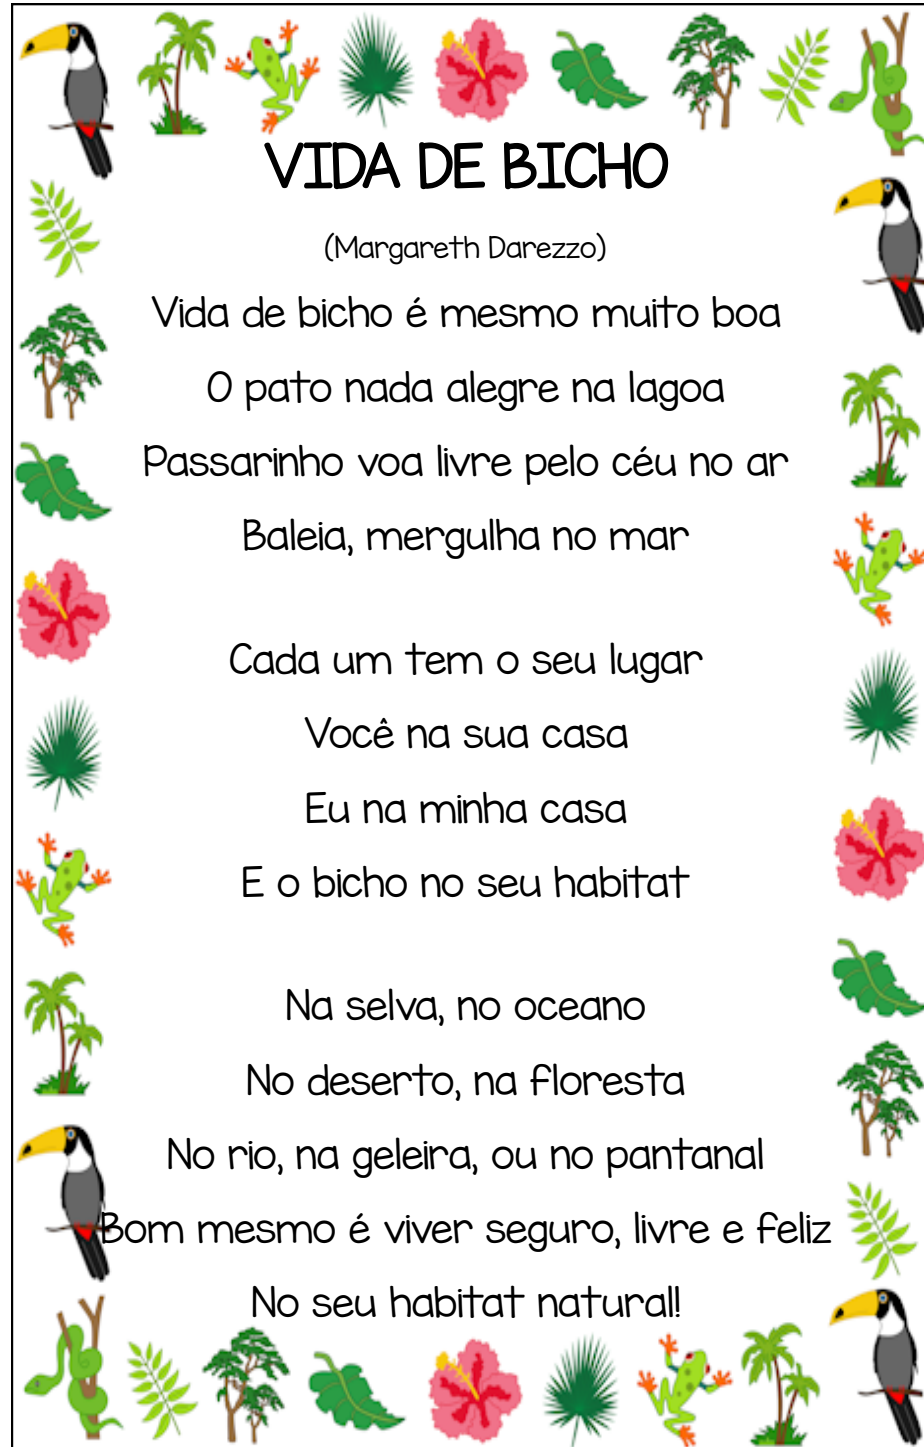 VIDA DE BICHO
(Margareth Darezzo)
Vida de bicho é mesmo muito boa
O pato nada alegre na lagoa
Passarinho voa livre pelo céu no ar
Baleia, mergulha no mar
Cada um tem o seu lugar
Você na sua casa
Eu na minha casa
E o bicho no seu habitat
Na selva, no oceano
No deserto, na floresta
No rio, na geleira, ou no pantanal
Bom mesmo é viver seguro, livre e feliz
No seu habitat natural!